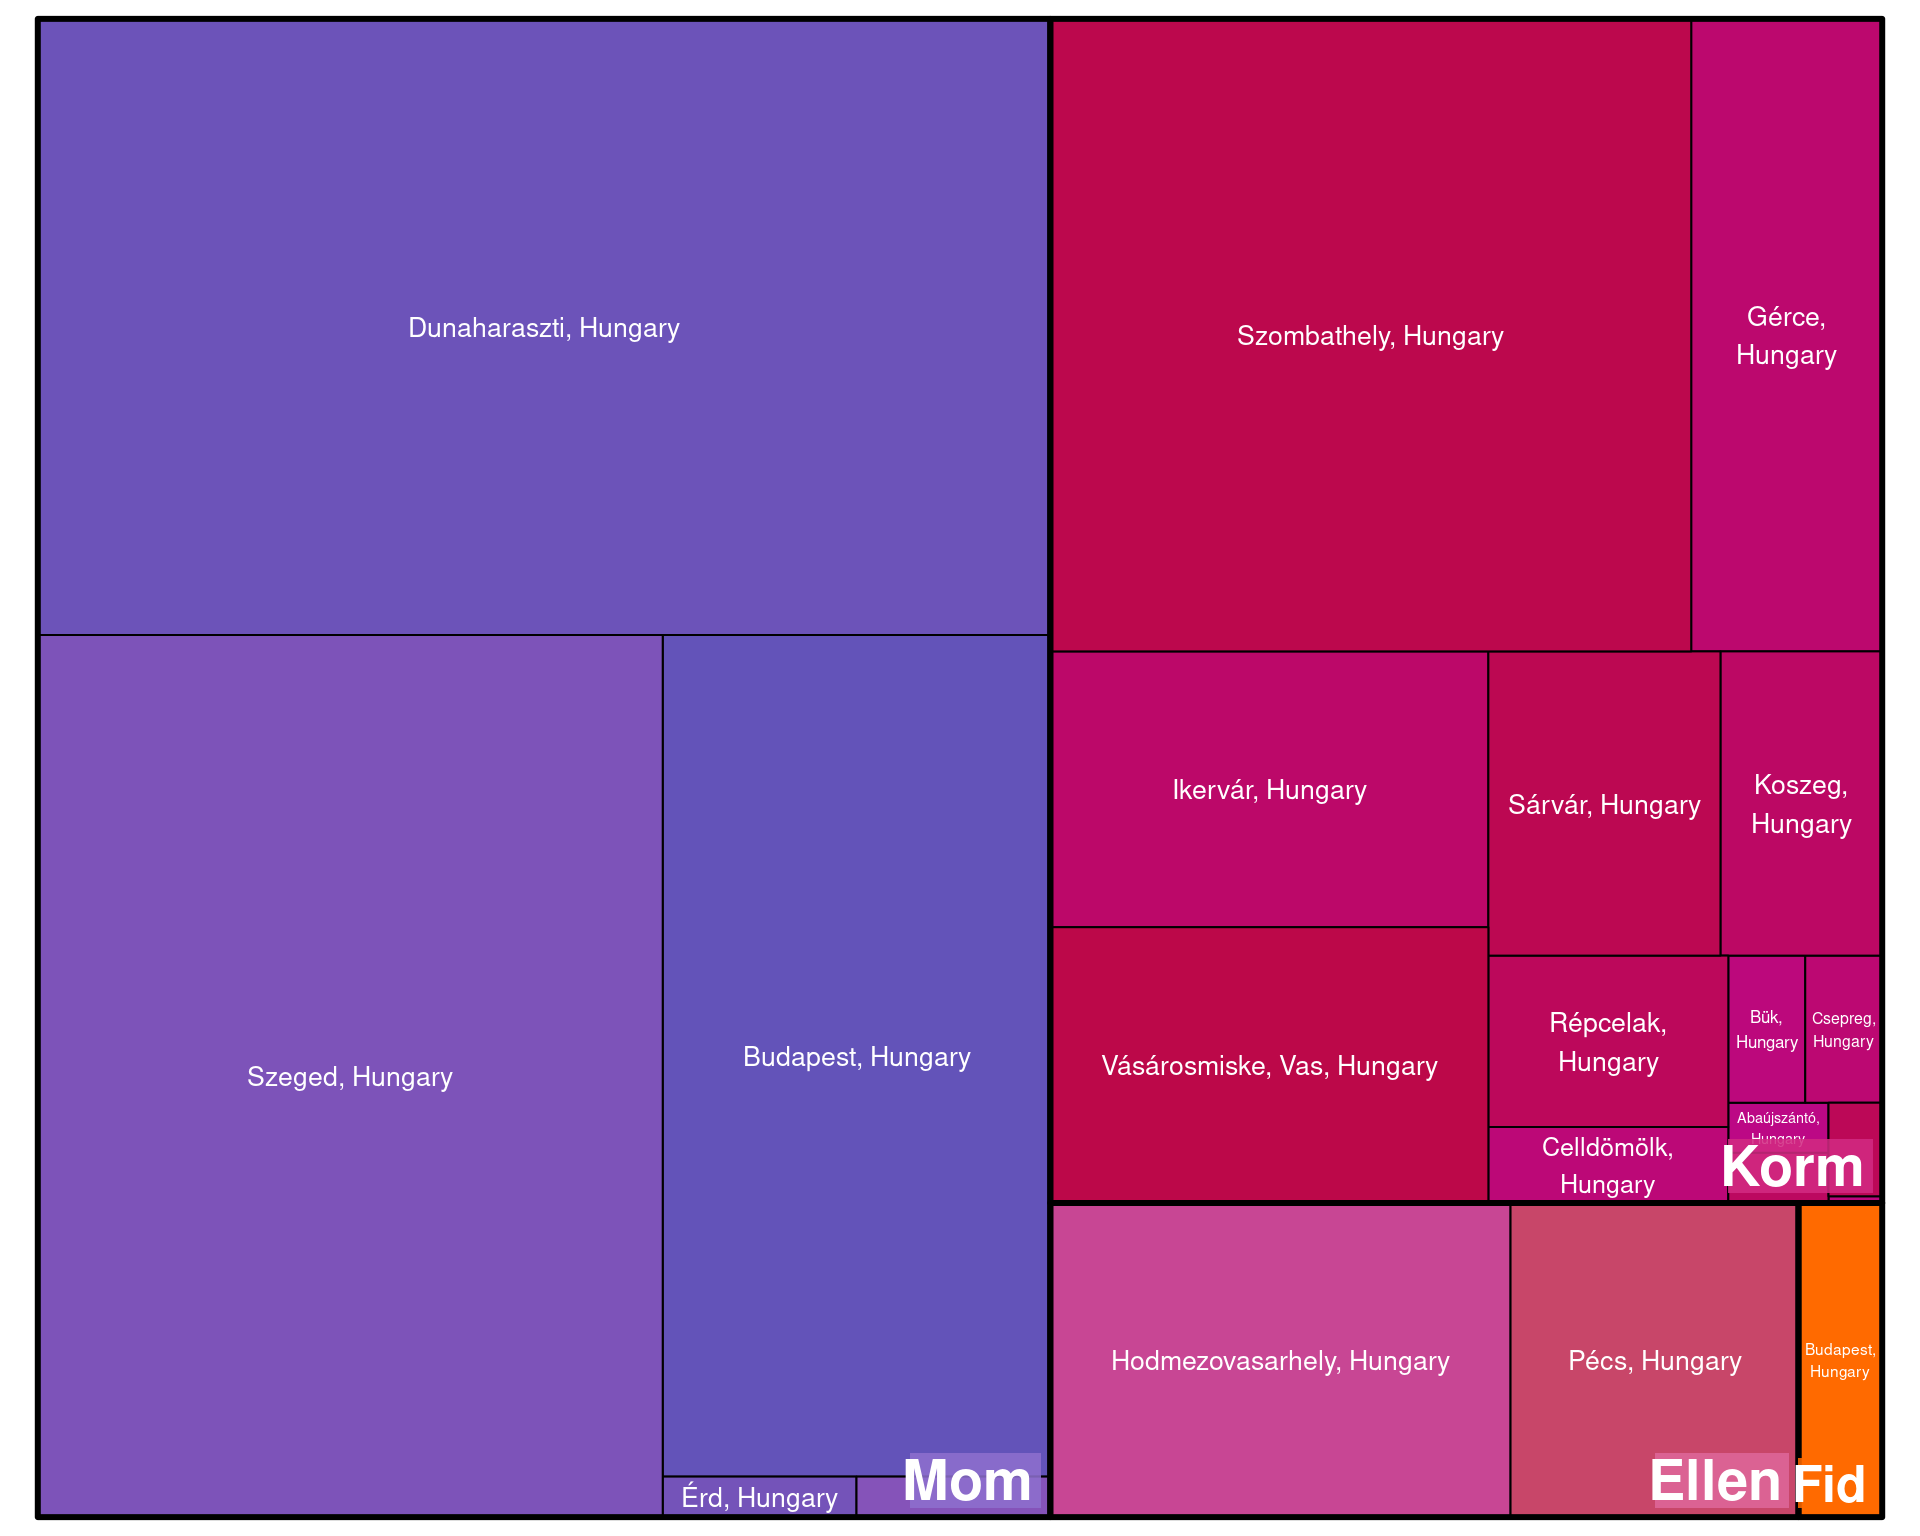 Dunaharaszti, Hungary
Szeged, Hungary
Budapest, Hungary
Érd, Hungary
Mom
Szombathely, Hungary
Gérce,
Hungary
Ikervár, Hungary
Sárvár, Hungary
Koszeg,
Hungary
Vásárosmiske, Vas, Hungary
Répcelak,
Hungary
Bük,
Hungary
Csepreg,
Hungary
Abaújszántó,
Hungary
Celldömölk,
Hungary
Korm
Hodmezovasarhely, Hungary
Pécs, Hungary
Ellen
Budapest,
Hungary
Fid